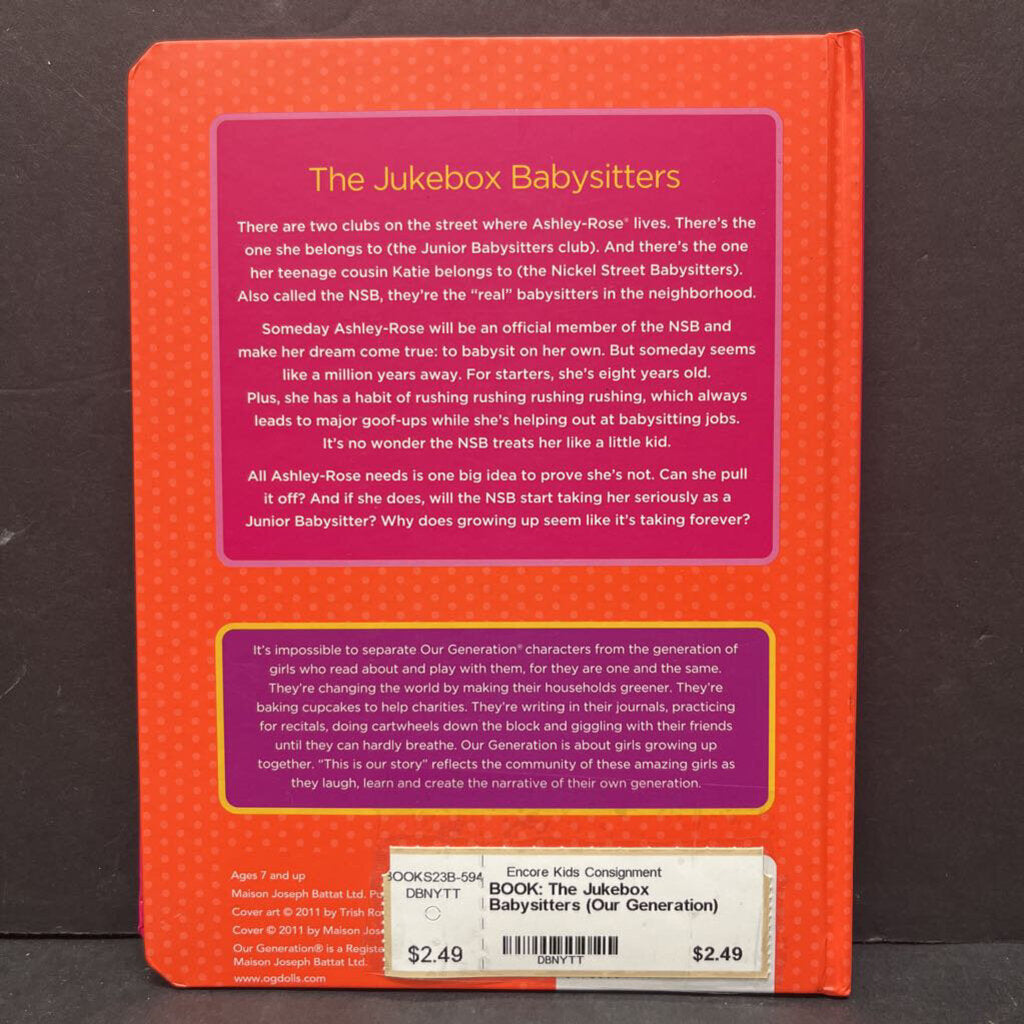 The Jukebox Babysitters
There are two clubs on the street where Ashley-Rose® lives. There's the
one she belongs to (the Junior Babysitters club). And there's the one
her teenage cousin Katie belongs to (the Nickel Street Babysitters).
Also called the NSB, they're the "real" babysitters in the neighborhood.
Someday Ashley-Rose will be an official member of the NSB and
make her dream come true: to babysit on her own. But someday seems
like a million years away. For starters, she's eight years old.
Plus, she has a habit of rushing rushing rushing rushing, which always
leads to major goof-ups while she's helping out at babysitting jobs.
It's no wonder the NSB treats her like a little kid.
All Ashley-Rose needs is one big idea to prove she's not. Can she pull
it off? And if she does, will the NSB start taking her seriously as a
Junior Babysitter? Why does growing up seem like it's taking forever?
It's impossible to separate Our Generation® characters from the generation of
girls who read about and play with them, for they are one and the same.
They're changing the world by making their households greener. They're
baking cupcakes to help charities. They're writing in their journals, practicing
for recitals, doing cartwheels down the block and giggling with their friends
until they can hardly breathe. Our Generation is about girls growing up
together. "This is our story" reflects the community of these amazing girls as
they laugh, learn and create the narrative of their own generation.
Ages 7 and up
Maison Joseph Battat Ltd.
Cover art © 2011 by Trish
Cover © 2011 by Maison
Our Generation® is a
Maison Joseph Battat Ltd.
www.ogdolls.com
BOOKS23B-594
DBNYTT
$2.49
Encore Kids Consignment
BOOK: The Jukebox
Babysitters (Our Generation)
DBNYTT
$2.49